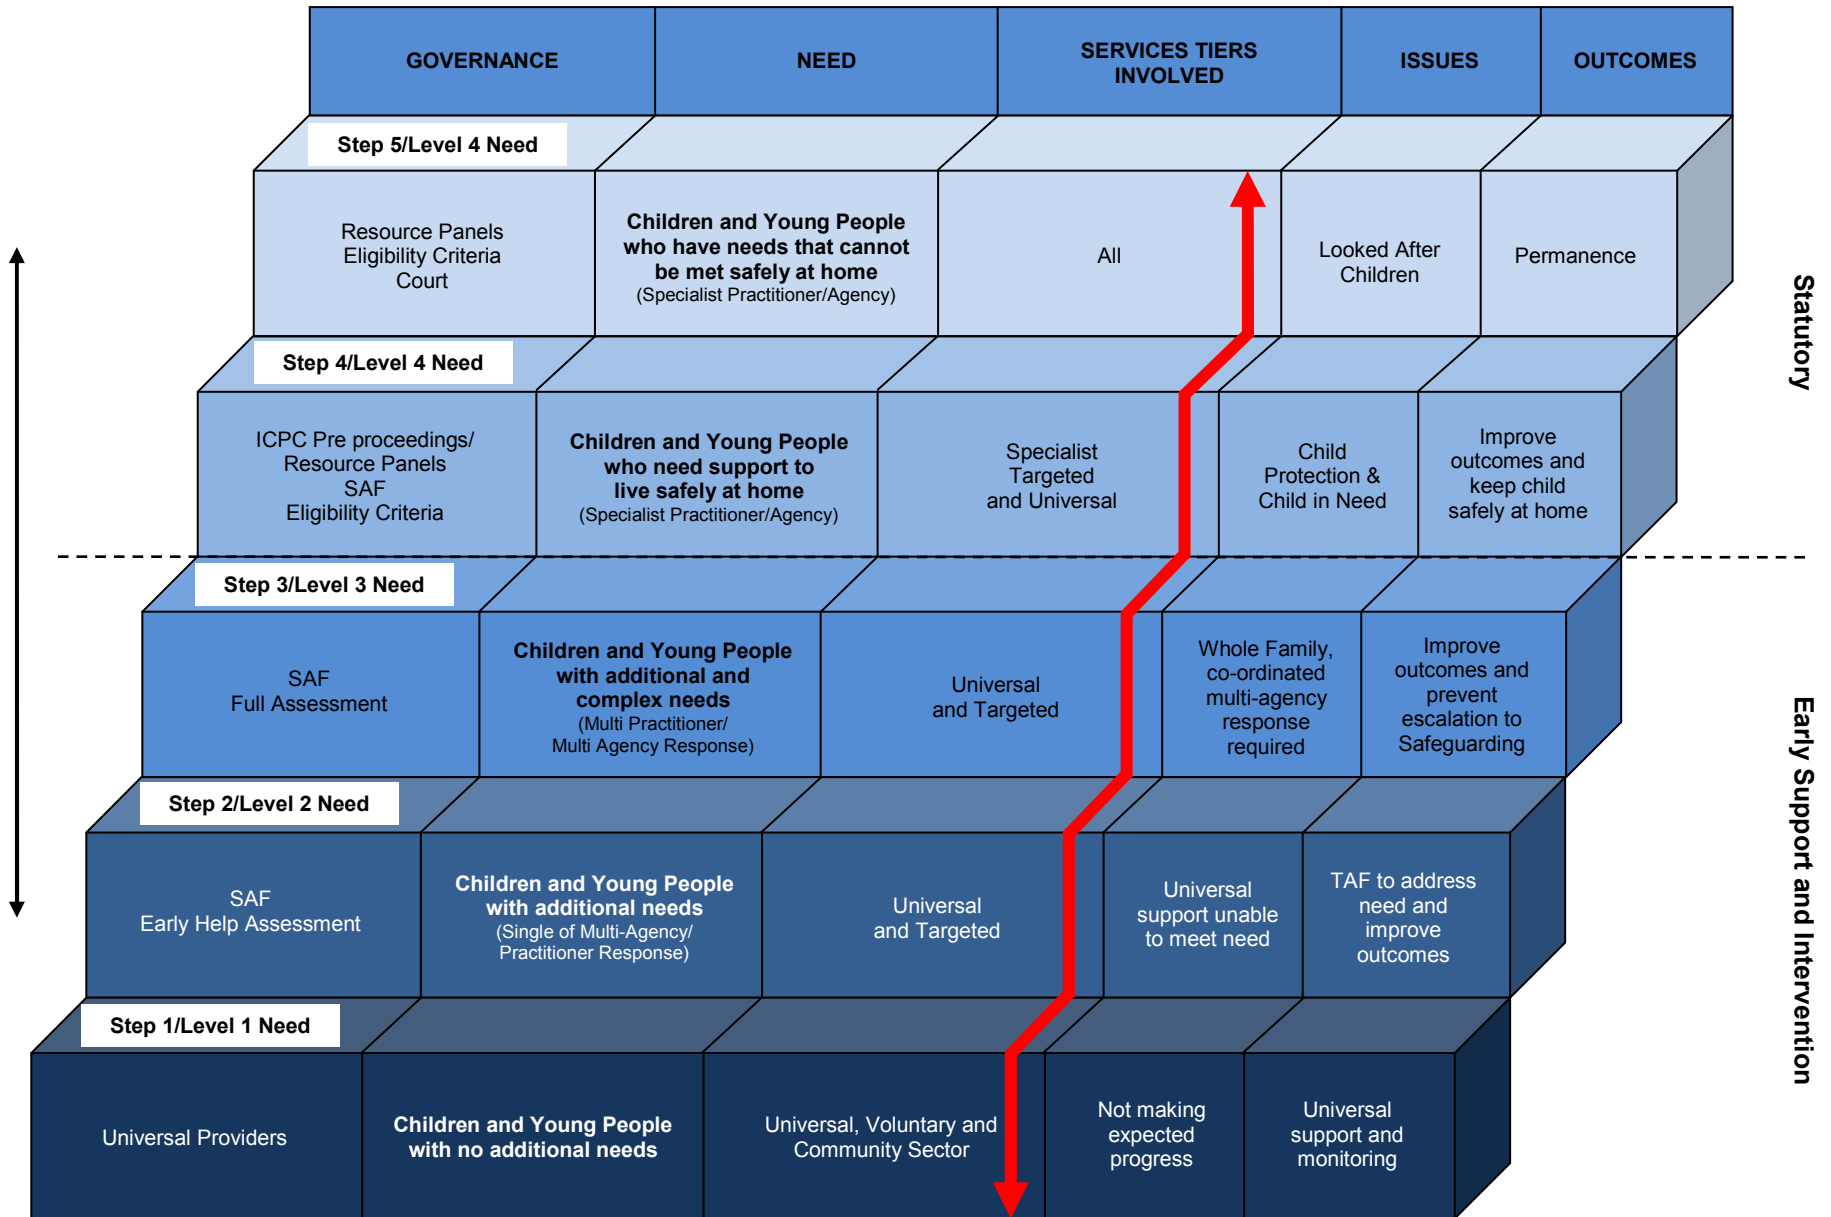 GOVERNANCE
NEED
SERVICES TIERS
INVOLVED
ISSUES
OUTCOMES
Step 5/Level 4 Need
Resource Panels
Eligibility Criteria
Court
Children and Young People
who have needs that cannot
be met safely at home
(Specialist Practitioner/Agency)
All
Looked After
Children
Permanence
Step 4/Level 4 Need
ICPC Pre proceedings/
Resource Panels
SAF
Eligibility Criteria
Children and Young People
who need support to
live safely at home
(Specialist Practitioner/Agency)
Specialist
Targeted
and Universal
Child
Protection &
Child in Need
Improve
outcomes and
keep child
safely at home
Statutory
Step 3/Level 3 Need
SAF
Full Assessment
Children and Young People
with additional and
complex needs
(Multi Practitioner/
Multi Agency Response)
Universal
and Targeted
Whole Family,
co-ordinated
multi-agency
response
required
Improve
outcomes and
prevent
escalation to
Safeguarding
Step 2/Level 2 Need
SAF
Early Help Assessment
Children and Young People
with additional needs
(Single of Multi-Agency/
Practitioner Response)
Universal
and Targeted
Universal
support unable
to meet need
TAF to address
need and
improve
outcomes
Step 1/Level 1 Need
Universal Providers
Children and Young People
with no additional needs
Universal, Voluntary and
Community Sector
Not making
expected
progress
Universal
support and
monitoring
Early Support and Intervention